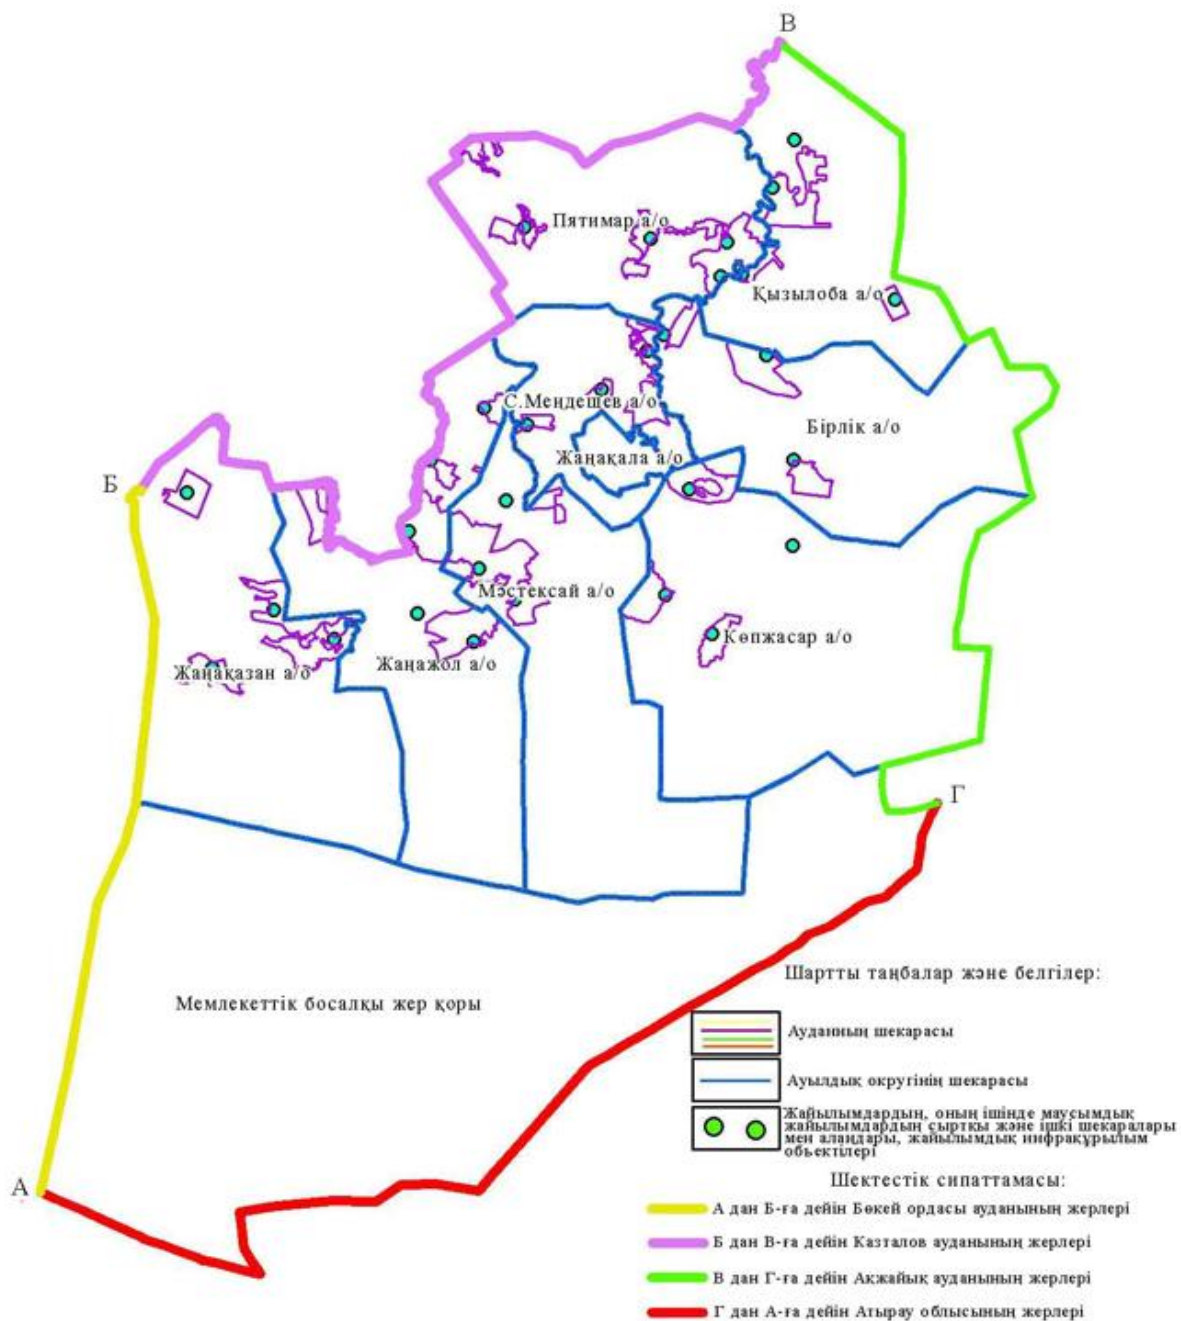 В
Пятимар а/о
Қызылоба а/о
С.Меңдешев а/о
Бірлік а/о
Жаңақала а/о
Б
Мәстексай а/о
Көпжасар а/о
Жаңажол а/о
Жаңақазан а/о
Г
Шартты таңбалар және белгілер:
Мемлекеттік босалқы жер қоры
Ауданның шекарасы
Ауылдық округінің шекарасы
Жайылымдардың, оның ішінде маусымдық
жайылымдардың сыртқы және ішкі шекаралары
мен алаңдары, жайылымдық инфрақұрылым
объектілері
Шектестік сипаттамасы:
А
А дан Б-ға дейін Бөкей ордасы ауданының жерлері
Б дан В-ға дейін Казталов ауданының жерлері
В дан Г-ға дейін Ақжайық ауданының жерлері
Г дан А-ға дейін Атырау облысының жерлері